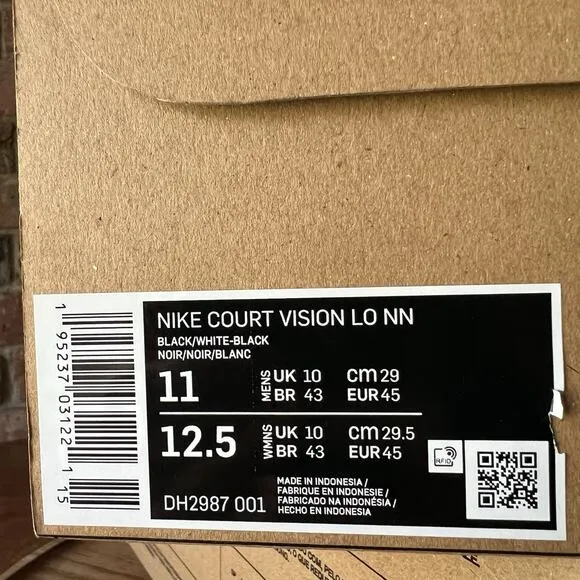 NIKE COURT VISION LO NN
BLACK/WHITE-BLACK
NOIR/NOIR/BLANC
11 MENS UK 10 CM 29
BR 43 EUR 45
12.5 WMNS UK 10 CM 29.5
BR 43 EUR 45
RFID
DH2987 001
MADE IN INDONESIA /
FABRIQUE EN INDONESIE /
FABRICADO NA INDONÉSIA /
HECHO EN INDONESIA
1 95237 03122 1 15